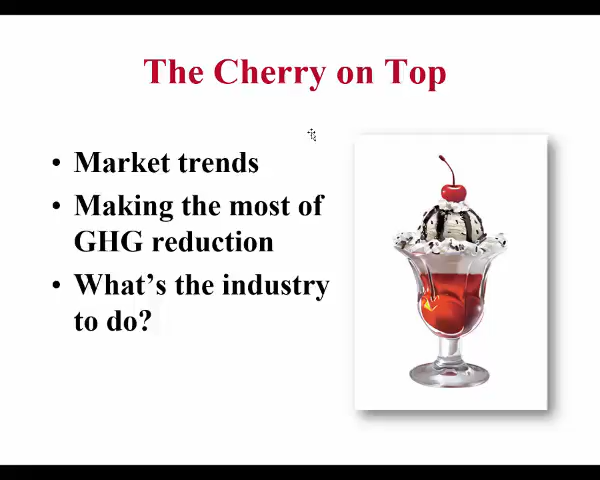 The Cherry on Top
• Market trends
• Making the most of
GHG reduction
• What’s the industry
to do?